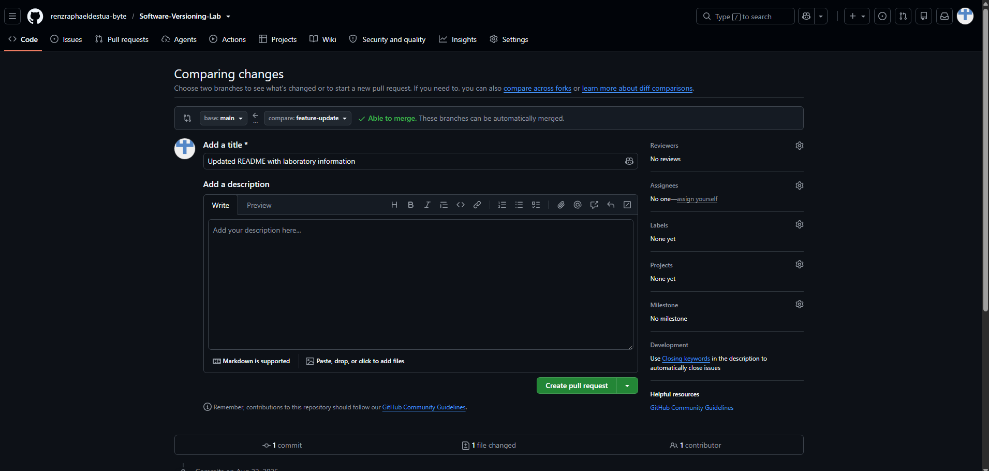 renzraphaeldestua-byte / Software-Versioning-Lab
Type [/] to search
Code Issues Pull requests Agents Actions Projects Wiki Security and quality Insights Settings
Comparing changes
Choose two branches to see what's changed or to start a new pull request. If you need to, you can also compare across forks or learn more about diff comparisons.
base: main compare: feature-update Able to merge. These branches can be automatically merged.
Add a title *
Updated README with laboratory information
Add a description
Write Preview
Add your description here...
Markdown is supported Paste, drop, or click to add files
Create pull request
Remember, contributions to this repository should follow our GitHub Community Guidelines.
Reviewers
No reviews
Assignees
No one—assign yourself
Labels
None yet
Projects
None yet
Milestone
No milestone
Development
Use Closing keywords in the description to
automatically close issues
Helpful resources
GitHub Community Guidelines
1 commit 1 file changed 1 contributor